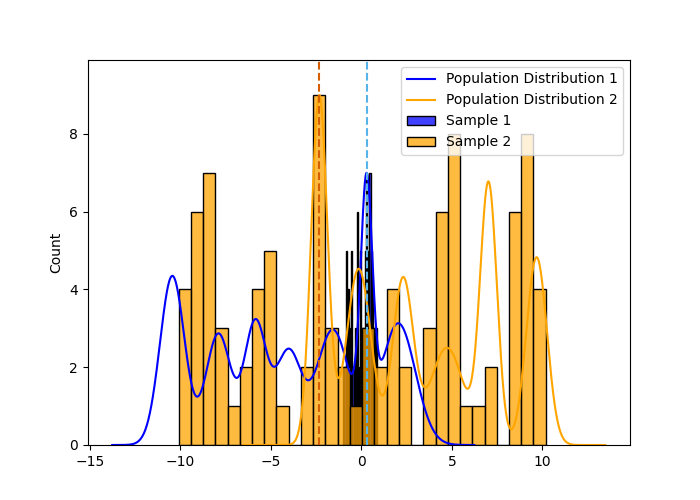 Population Distribution 1
Population Distribution 2
Sample 1
Sample 2
Count
8
6
4
2
0
−15 −10 −5 0 5 10